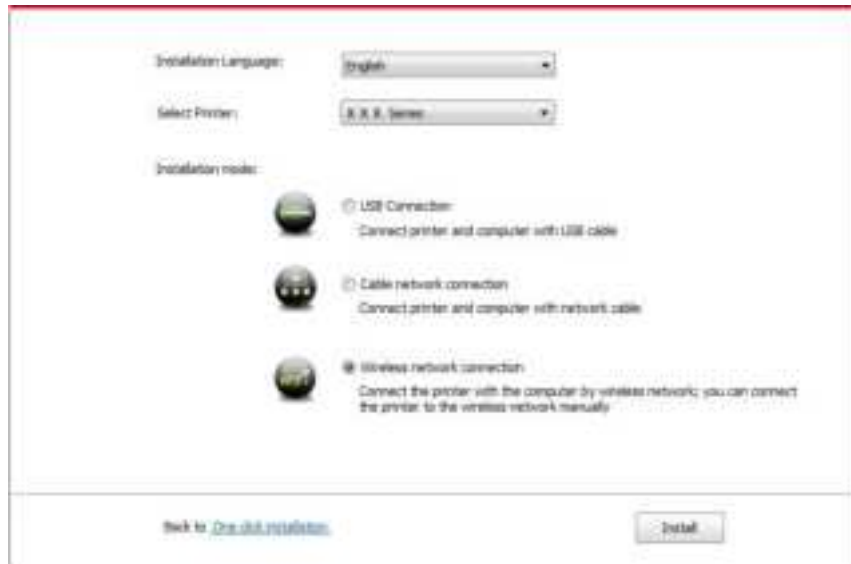 Installation Language:
English
Select Printer:
X X X Series
Installation mode:
USB Connection
Connect printer and computer with USB cable
Cable network connection
Connect printer and computer with network cable
Wireless network connection
Connect the printer with the computer by wireless network; you can connect
the printer to the wireless network manually
Back to One click installation
Install